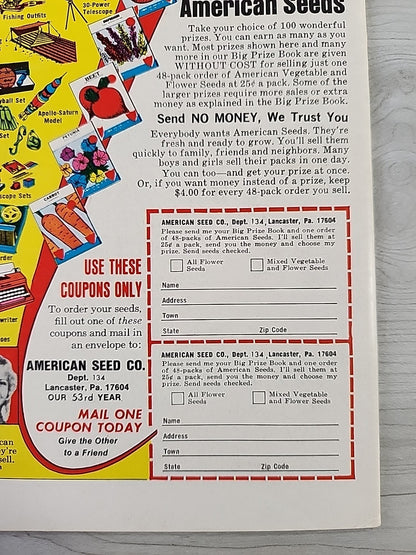 American Seeds
Take your choice of 100 wonderful
prizes. You can earn as many as you
want. Most prizes shown here and many
more in our Big Prize Book are given
WITHOUT COST for selling just one
48-pack order of American Vegetable and
Flower Seeds at 25¢ a pack. Some of the
larger prizes require more sales or extra
money as explained in the Big Prize Book.
Send NO MONEY, We Trust You
Everybody wants American Seeds. They're
fresh and ready to grow. You'll sell them
quickly to family, friends and neighbors. Many
boys and girls sell their packs in one day.
You can too—and get your prize at once.
Or, if you want money instead of a prize, keep
$4.00 for every 48-pack order you sell.
Fishing Outfits
30-Power
Telescope
Apollo-Saturn
Model
BEET
PETUNIA
CARROT
USE THESE
COUPONS ONLY
To order your seeds,
fill out one of these
coupons and mail in
an envelope to:
AMERICAN SEED CO.
Dept. 134
Lancaster, Pa. 17604
OUR 53rd YEAR
MAIL ONE
COUPON TODAY
Give the Other
to a Friend
AMERICAN SEED CO., Dept. 134, Lancaster, Pa. 17604
Please send me your Big Prize Book and one order
of 48-packs of American Seeds. I'll sell them at
25¢ a pack, send you the money and choose my
prize. Send seeds checked.
All Flower
Seeds
Mixed Vegetable
and Flower Seeds
Name
Address
Town
State Zip Code
AMERICAN SEED CO., Dept. 134, Lancaster, Pa. 17604
Please send me your Big Prize Book and one order
of 48-packs of American Seeds. I'll sell them at
25¢ a pack, send you the money and choose my
prize. Send seeds checked.
All Flower
Seeds
Mixed Vegetable
and Flower Seeds
Name
Address
Town
State Zip Code